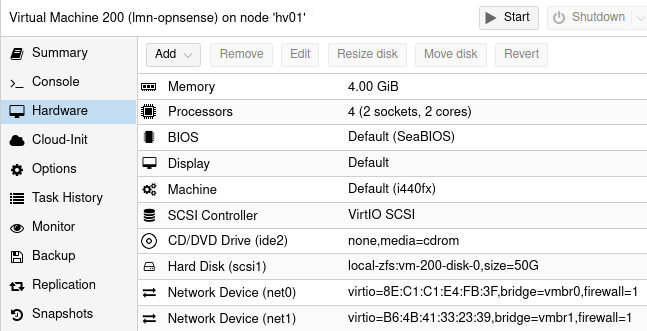 Virtual Machine 200 (lmn-opnsense) on node 'hv01' Start Shutdown
Summary
Console
Hardware
Cloud-Init
Options
Task History
Monitor
Backup
Replication
Snapshots
Add Remove Edit Resize disk Move disk Revert
Memory 4.00 GiB
Processors 4 (2 sockets, 2 cores)
BIOS Default (SeaBIOS)
Display Default
Machine Default (i440fx)
SCSI Controller VirtIO SCSI
CD/DVD Drive (ide2) none,media=cdrom
Hard Disk (scsi1) local-zfs:vm-200-disk-0,size=50G
Network Device (net0) virtio=8E:C1:C1:E4:FB:3F,bridge=vmbr0,firewall=1
Network Device (net1) virtio=B6:4B:41:33:23:39,bridge=vmbr1,firewall=1